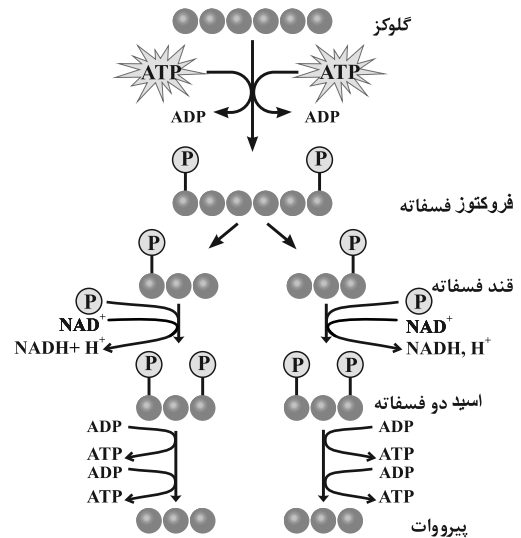 گلوکز
ATP ATP
ADP ADP
P P
فروکتوز فسفاته
P P
قند فسفاته
P P
NAD+ NAD+
NADH+ H+ NADH, H+
P P P P
اسید دو فسفاته
ADP ADP
ATP ATP
ADP ADP
ATP ATP
پیرووات